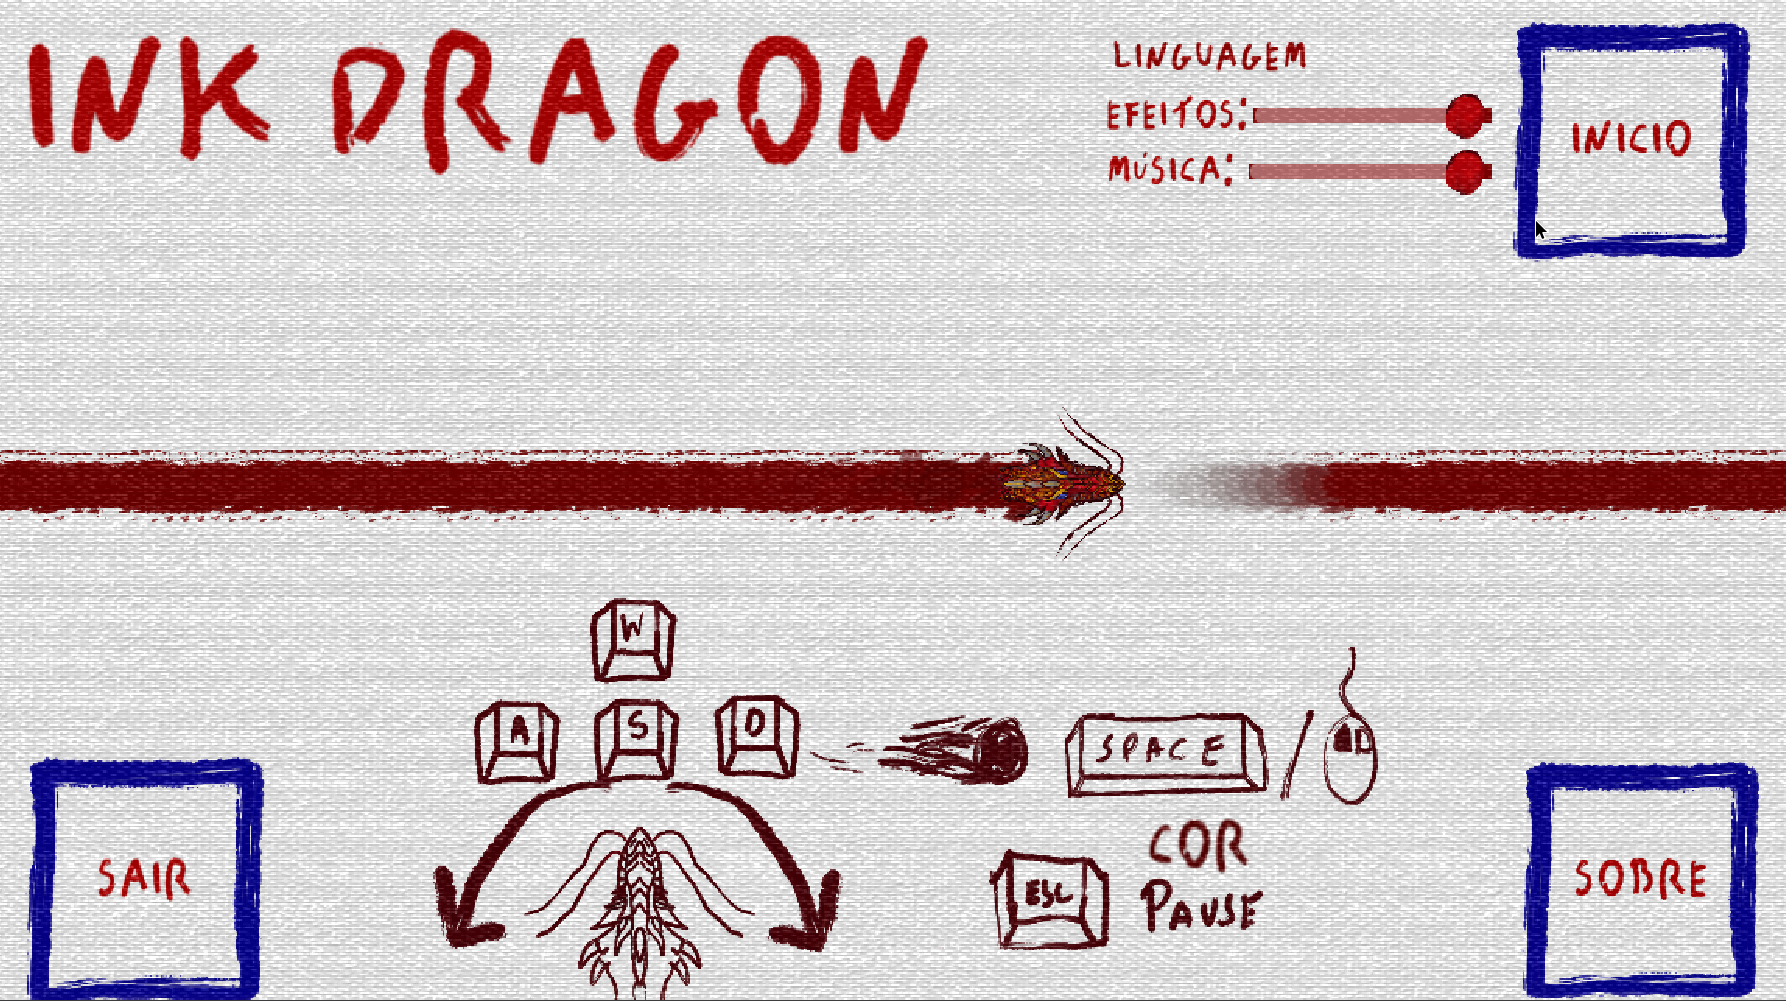 INK DRAGON
LINGUAGEM
EFEITOS:
MÚSICA:
INICIO
W
A S D
SPACE
ESC
COR
PAUSE
SAIR
SOBRE